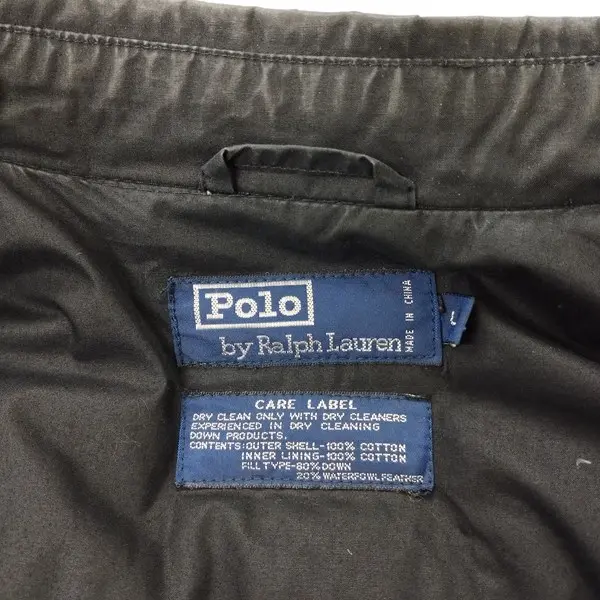 Polo
by Ralph Lauren
MADE IN CHINA
L
CARE LABEL
DRY CLEAN ONLY WITH DRY CLEANERS
EXPERIENCED IN DRY CLEANING
DOWN PRODUCTS.
CONTENTS:OUTER SHELL-100% COTTON
INNER LINING-100% COTTON
FILL TYPE-80% DOWN
20% WATERFOWL FEATHER